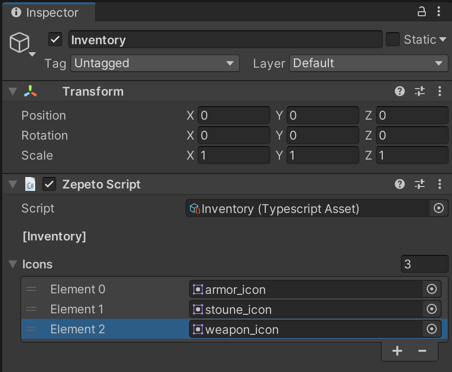 Inspector
Inventory Static
Tag Untagged Layer Default
Transform
Position X 0 Y 0 Z 0
Rotation X 0 Y 0 Z 0
Scale X 1 Y 1 Z 1
Zepeto Script
Script Inventory (Typescript Asset)
[Inventory]
Icons 3
Element 0 armor_icon
Element 1 stoune_icon
Element 2 weapon_icon